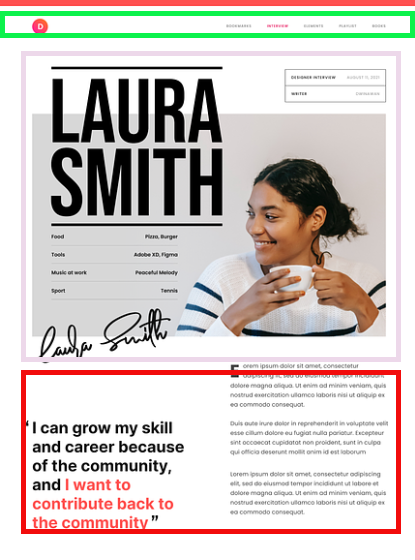 D
BOOKMARKS INTERVIEW ELEMENTS PLAYLIST BOOKS
LAURA
SMITH
DESIGNER INTERVIEW AUGUST 11, 2021
WRITER
Food Pizza, Burger
Tools Adobe XD, Figma
Music at work Peaceful Melody
Sport Tennis
Laura Smith
“ I can grow my skill
and career because
of the community,
and I want to
contribute back to
the community ”
Eorem ipsum dolor sit amet, consectetur
adipiscing it, sed do eiusmod tempor incididunt
dolore magna aliqua. Ut enim ad minim veniam, quis
nostrud exercitation ullamco laboris nisi ut aliquip ex
ea commodo consequat.
Duis aute irure dolor in reprehenderit in voluptate velit
esse cillum dolore eu fugiat nulla pariatur. Excepteur
sint occaecat cupidatat non proident, sunt in culpa
qui officia deserunt mollit anim id est laborum
Lorem ipsum dolor sit amet, consectetur adipiscing
elit, sed do eiusmod tempor incididunt ut labore et
dolore magna aliqua. Ut enim ad minim veniam, quis
nostrud exercitation ullamco laboris nisi ut aliquip ex
ea commodo consequat.